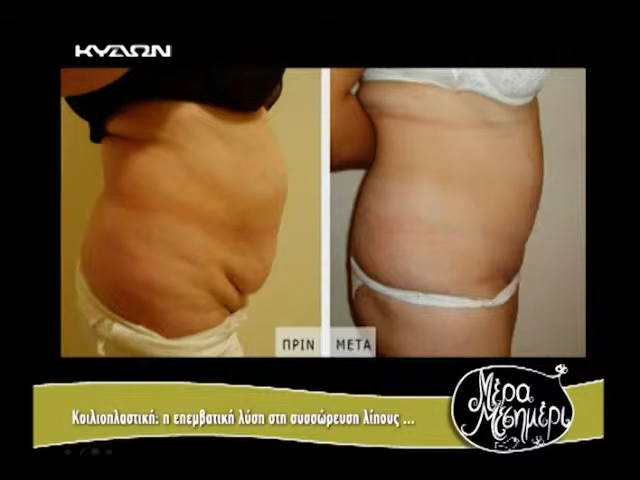 ΚΥΔΩΝ
ΠΡΙΝ
ΜΕΤΑ
Κοιλιοπλαστική: η επεμβατική λύση στη συσσώρευση λίπους ...
Μέρα
Μεσημέρι